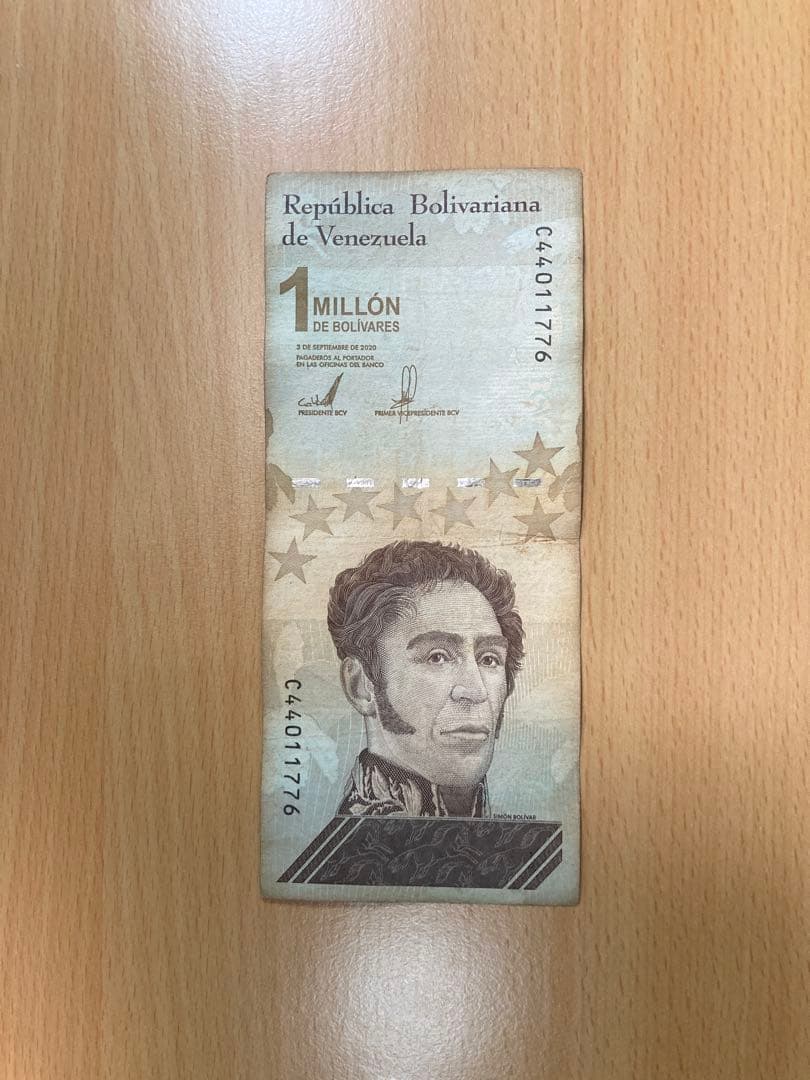 República Bolivariana
de Venezuela
C44011776
1 MILLÓN
DE BOLÍVARES
3 DE SEPTIEMBRE DE 2020
PAGADEROS AL PORTADOR
EN LAS OFICINAS DEL BANCO
PRESIDENTE BCV PRIMER VICEPRESIDENTE BCV
C44011776
SIMÓN BOLÍVAR